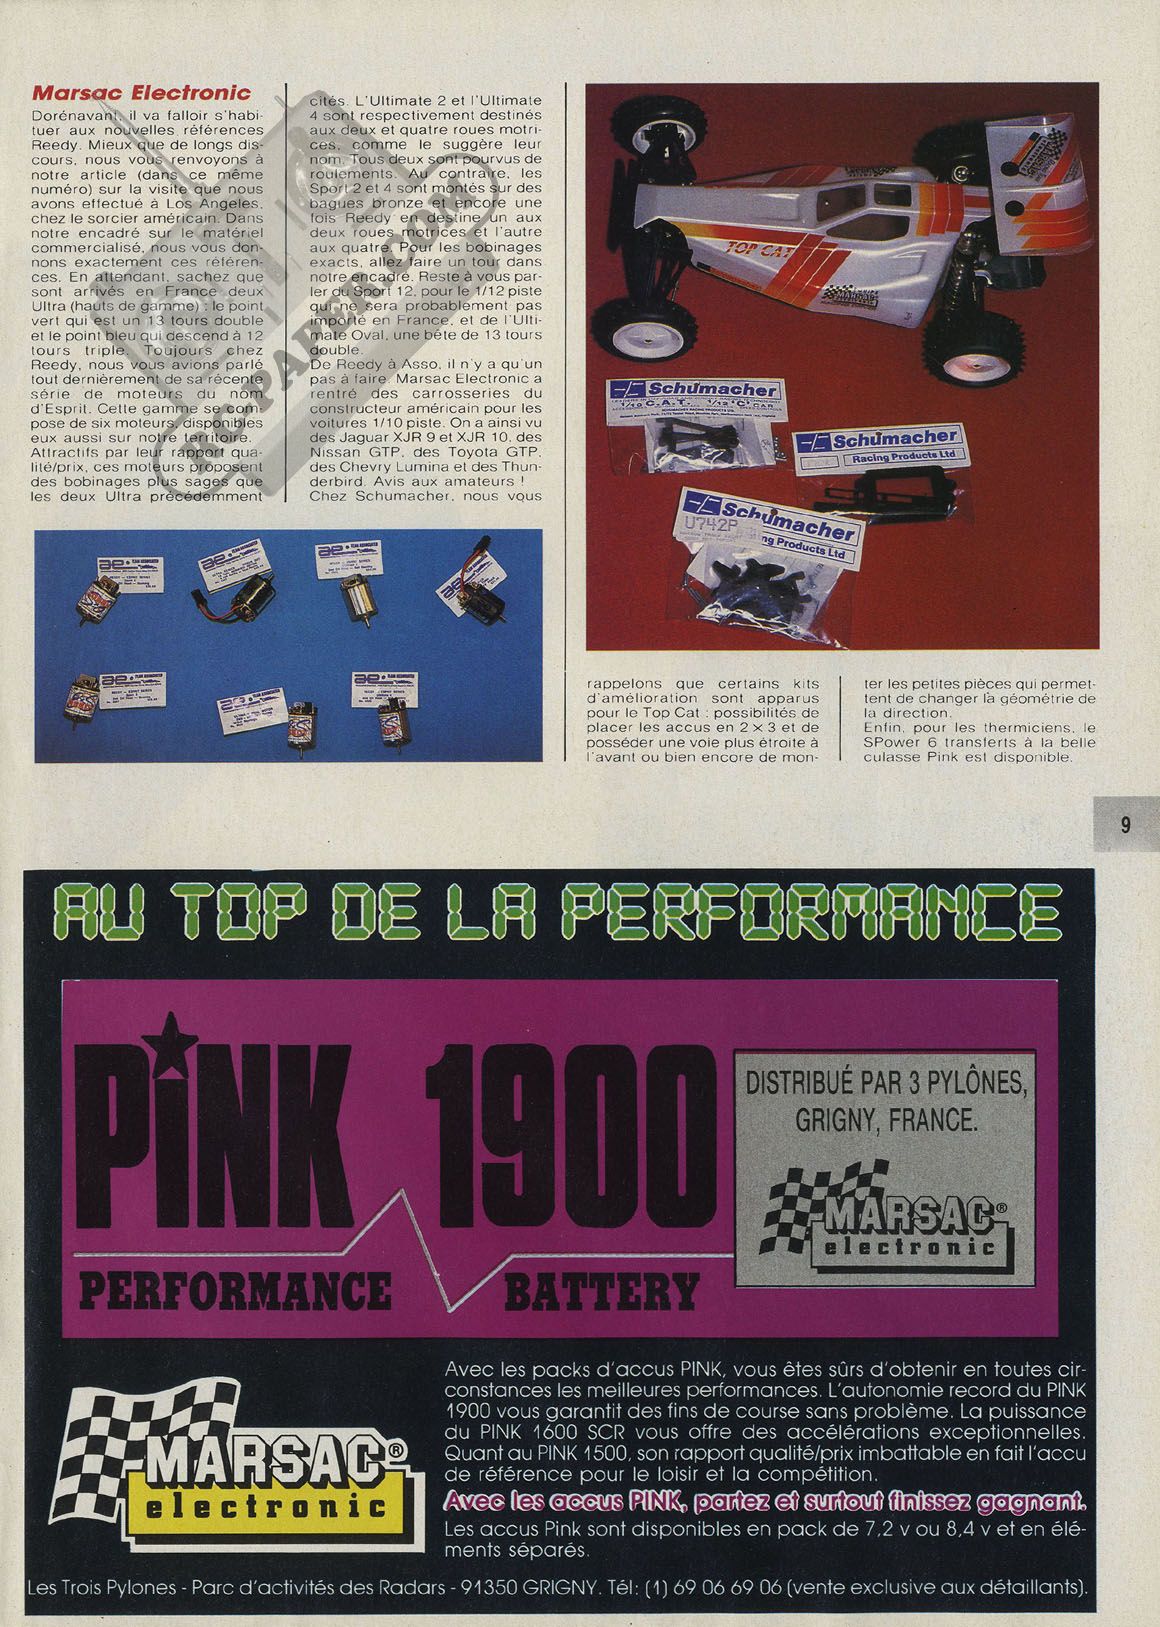 Marsac Electronic
Dorénavant, il va falloir s'habi-
tuer aux nouvelles références
Reedy. Mieux que de longs dis-
cours, nous vous renvoyons à
notre article (dans ce même
numéro) sur la visite que nous
avons effectué à Los Angeles,
chez le sorcier américain. Dans
notre encadré sur le matériel
commercialisé, nous vous don-
nons exactement ces référen-
ces. En attendant, sachez que
sont arrivés en France deux
Ultra (hauts de gamme): le point
vert qui est un 13 tours double
et le point bleu qui descend à 12
tours triple. Toujours chez
Reedy, nous vous avions parlé
tout dernièrement de sa récente
série de moteurs du nom
d'Esprit. Cette gamme se com-
pose de six moteurs, disponibles
eux aussi sur notre territoire.
Attractifs par leur rapport qua-
lité/prix, ces moteurs proposent
des bobinages plus sages que
les deux Ultra précédemment
cités. L'Ultimate 2 et l'Ultimate
4 sont respectivement destinés
aux deux et quatre roues motri-
ces, comme le suggère leur
nom. Tous deux sont pourvus de
roulements. Au contraire, les
Sport 2 et 4 sont montés sur des
bagues bronze et encore une
fois Reedy en destine un aux
deux roues motrices et l'autre
aux quatre. Pour les bobinages
exacts, allez faire un tour dans
notre encadré. Reste à vous par-
ler du Sport 12, pour le 1/12 piste
qui ne sera probablement pas
importé en France, et de l'Ulti-
mate Oval, une bête de 13 tours
double.
De Reedy à Asso, il n'y a qu'un
pas à faire. Marsac Electronic a
rentré des carrosseries du
constructeur américain pour les
voitures 1/10 piste. On a ainsi vu
des Jaguar XJR 9 et XJR 10, des
Nissan GTP, des Toyota GTP,
des Chevry Lumina et des Thun-
derbird. Avis aux amateurs !
Chez Schumacher, nous vous
RC-PAPER.COM
TOP CAT
MARSAC
Schumacher
1/10 C.A.T. 1/12 'C' CAR
Schumacher
Racing Products Ltd
U742P
Schumacher
Racing Products Ltd
TEAM ASSOCIATED
rappelons que certains kits
d'amélioration sont apparus
pour le Top Cat : possibilités de
placer les accus en 2 × 3 et de
posséder une voie plus étroite à
l'avant ou bien encore de mon-
ter les petites pièces qui permet-
tent de changer la géométrie de
la direction.
Enfin, pour les thermiciens, le
SPower 6 transferts à la belle
culasse Pink est disponible.
9
AU TOP DE LA PERFORMANCE
PiNK 1900
PERFORMANCE BATTERY
DISTRIBUÉ PAR 3 PYLÔNES,
GRIGNY, FRANCE.
MARSAC®
electronic
MARSAC®
electronic
Avec les packs d'accus PINK, vous êtes sûrs d'obtenir en toutes cir-
constances les meilleures performances. L'autonomie record du PINK
1900 vous garantit des fins de course sans problème. La puissance
du PINK 1600 SCR vous offre des accélérations exceptionnelles.
Quant au PINK 1500, son rapport qualité/prix imbattable en fait l'accu
de référence pour le loisir et la compétition.
Avec les accus PINK, partez et surtout finissez gagnant.
Les accus Pink sont disponibles en pack de 7,2 v ou 8,4 v et en élé-
ments séparés.
Les Trois Pylones - Parc d'activités des Radars - 91350 GRIGNY. Tél: (1) 69 06 69 06 (vente exclusive aux détaillants).